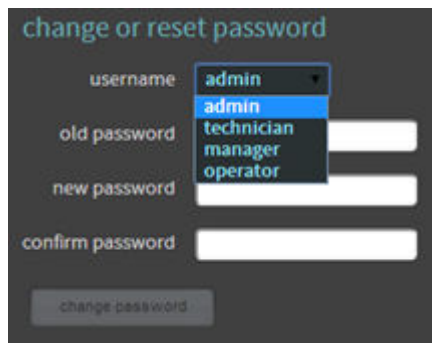 change or reset password
username admin
admin
technician
old password
manager
operator
new password
confirm password
change password